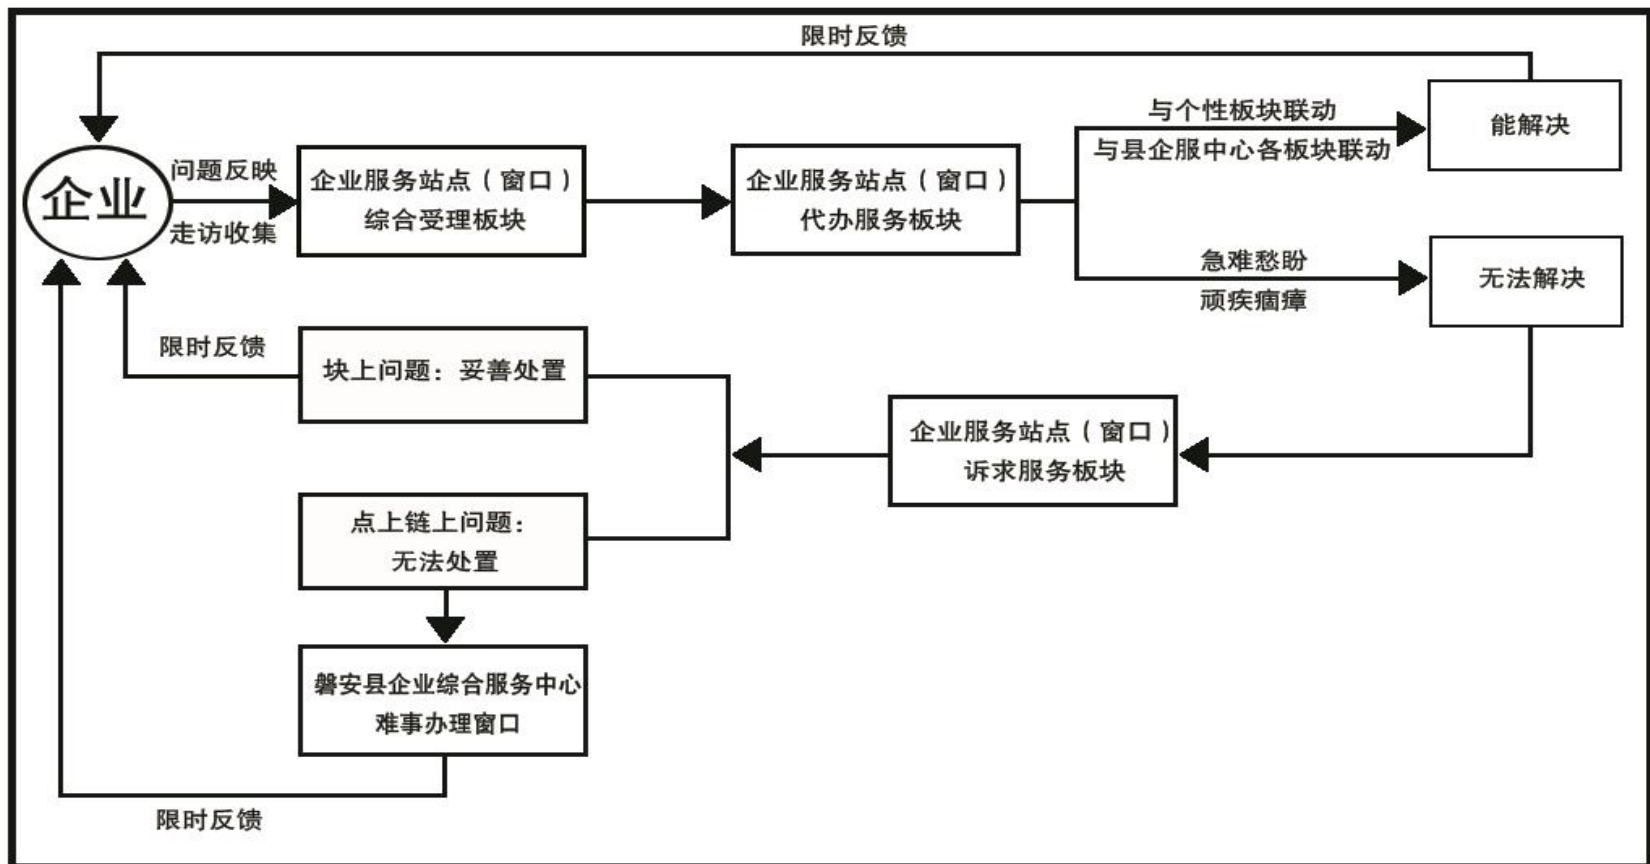 限时反馈
企业
问题反映
走访收集
企业服务站点（窗口）
综合受理板块
企业服务站点（窗口）
代办服务板块
与个性板块联动
与县企服中心各板块联动
能解决
急难愁盼
顽疾痼瘴
无法解决
限时反馈
块上问题：妥善处置
企业服务站点（窗口）
诉求服务板块
点上链上问题：
无法处置
磐安县企业综合服务中心
难事办理窗口
限时反馈